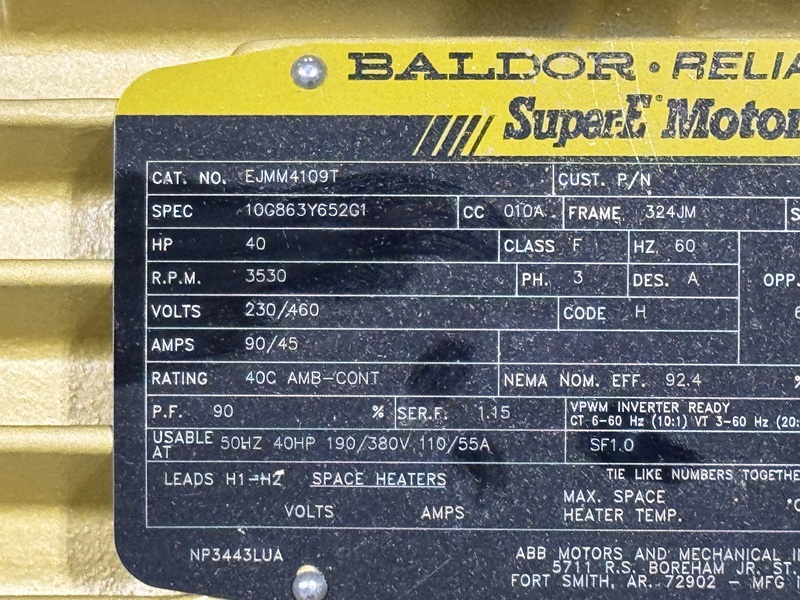 BALDOR • RELIA
Super-E® Motor
CAT. NO. EJMM4109T CUST. P/N
SPEC 10G863Y652G1 CC 010A FRAME 324JM S
HP 40 CLASS F HZ 60
R.P.M. 3530 PH. 3 DES. A OPP.
VOLTS 230/460 CODE H 6
AMPS 90/45
RATING 40C AMB-CONT NEMA NOM. EFF. 92.4 %
P.F. 90 % SER.F. 1.15 VPWM INVERTER READY
CT 6-60 Hz (10:1) VT 3-60 Hz (20:
USABLE AT 50HZ 40HP 190/380V 110/55A SF1.0
LEADS H1-H2 SPACE HEATERS TIE LIKE NUMBERS TOGETHE
VOLTS AMPS MAX. SPACE
HEATER TEMP. °C
NP3443LUA ABB MOTORS AND MECHANICAL I
5711 R.S. BOREHAM JR. ST.
FORT SMITH, AR. 72902 - MFG I